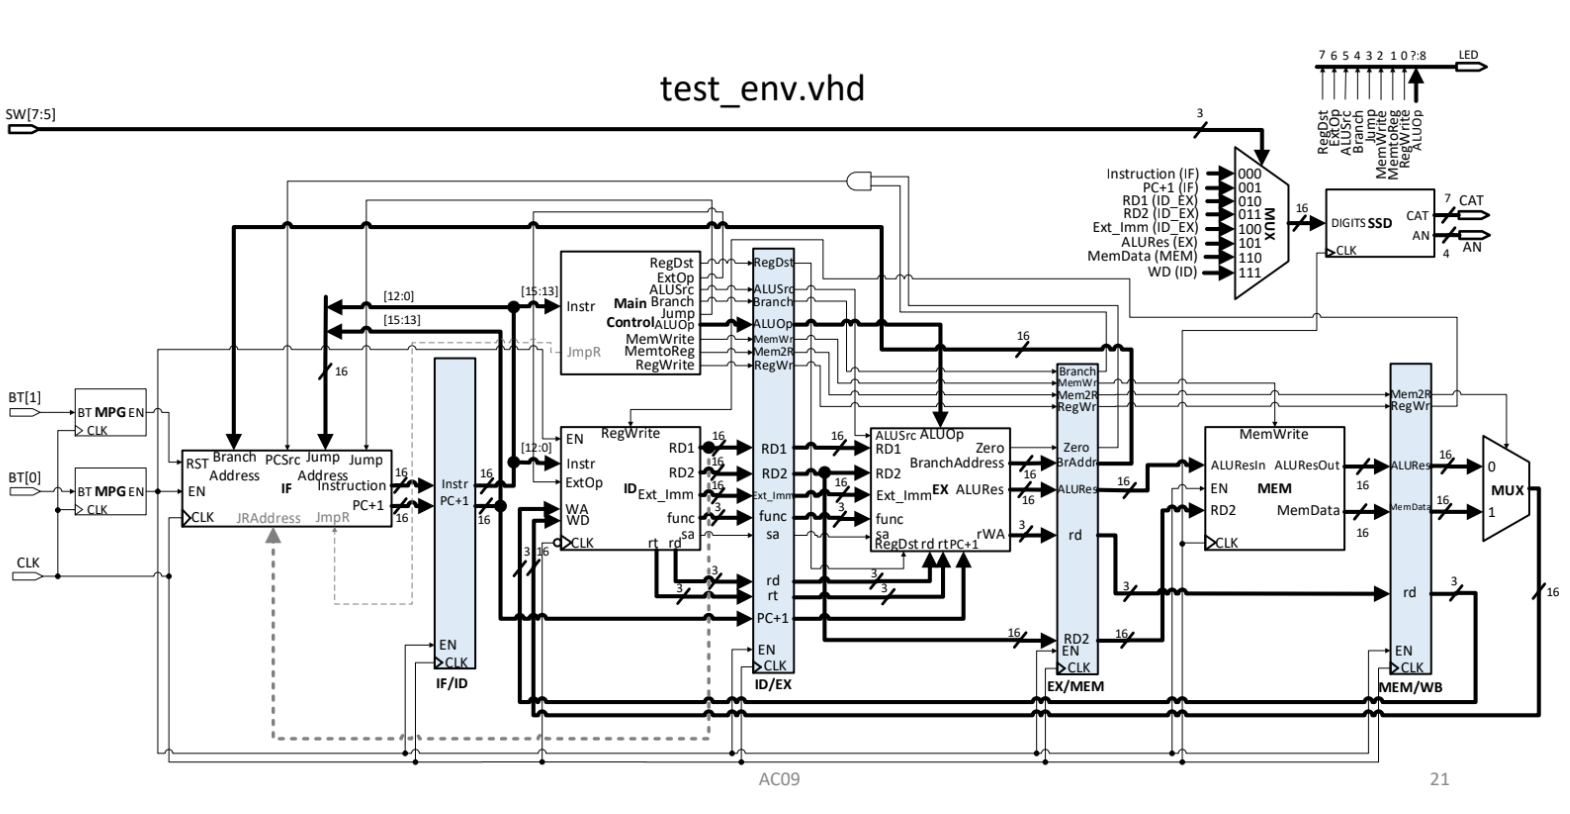 test_env.vhd
7 6 5 4 3 2 1 0 ?:8
LED
RegDst
ExtOp
ALUSrc
Branch
Jump
MemWrite
MemtoReg
RegWrite
ALUOp
SW[7:5]
3
Instruction (IF)
PC+1 (IF)
RD1 (ID_EX)
RD2 (ID_EX)
Ext_Imm (ID_EX)
ALURes (EX)
MemData (MEM)
WD (ID)
000
001
010
011
100
101
110
111
MUX
16
DIGITS SSD
CAT
AN
CLK
7
CAT
4
AN
[12:0]
[15:13]
[15:13]
16
Instr
Main
Control
RegDst
ExtOp
ALUSrc
Branch
Jump
ALUOp
MemWrite
MemtoReg
RegWrite
JmpR
BT[1]
BT MPG EN
CLK
BT[0]
BT MPG EN
CLK
CLK
RST
Branch
Address
PCSrc
Jump
Address
Jump
EN
IF
Instruction
PC+1
CLK
JRAddress
JmpR
16
16
Instr
PC+1
EN
CLK
IF/ID
16
16
[12:0]
RegWrite
EN
Instr
ExtOp
ID
WA
WD
CLK
RD1
RD2
Ext_Imm
func
sa
rt
rd
3
16
16
16
16
3
3
3
RegDst
ALUSrc
Branch
ALUOp
MemWr
Mem2R
RegWr
RD1
RD2
Ext_Imm
func
sa
rd
rt
PC+1
EN
CLK
ID/EX
16
16
16
3
3
3
ALUSrc
ALUOp
RD1
RD2
Ext_Imm
func
sa
RegDst
rd
rt
PC+1
EX
Zero
BranchAddress
ALURes
rWA
16
16
16
3
16
Branch
MemWr
Mem2R
RegWr
Zero
BrAddr
ALURes
rd
RD2
EN
CLK
EX/MEM
16
3
16
MemWrite
ALUResIn
EN
MEM
RD2
CLK
ALUResOut
MemData
16
16
Mem2R
RegWr
ALURes
MemData
rd
EN
CLK
MEM/WB
16
16
3
0
MUX
1
16
AC09
21